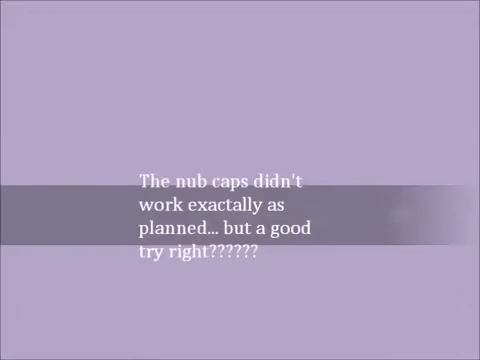 The nub caps didn't
work exactally as
planned... but a good
try right??????